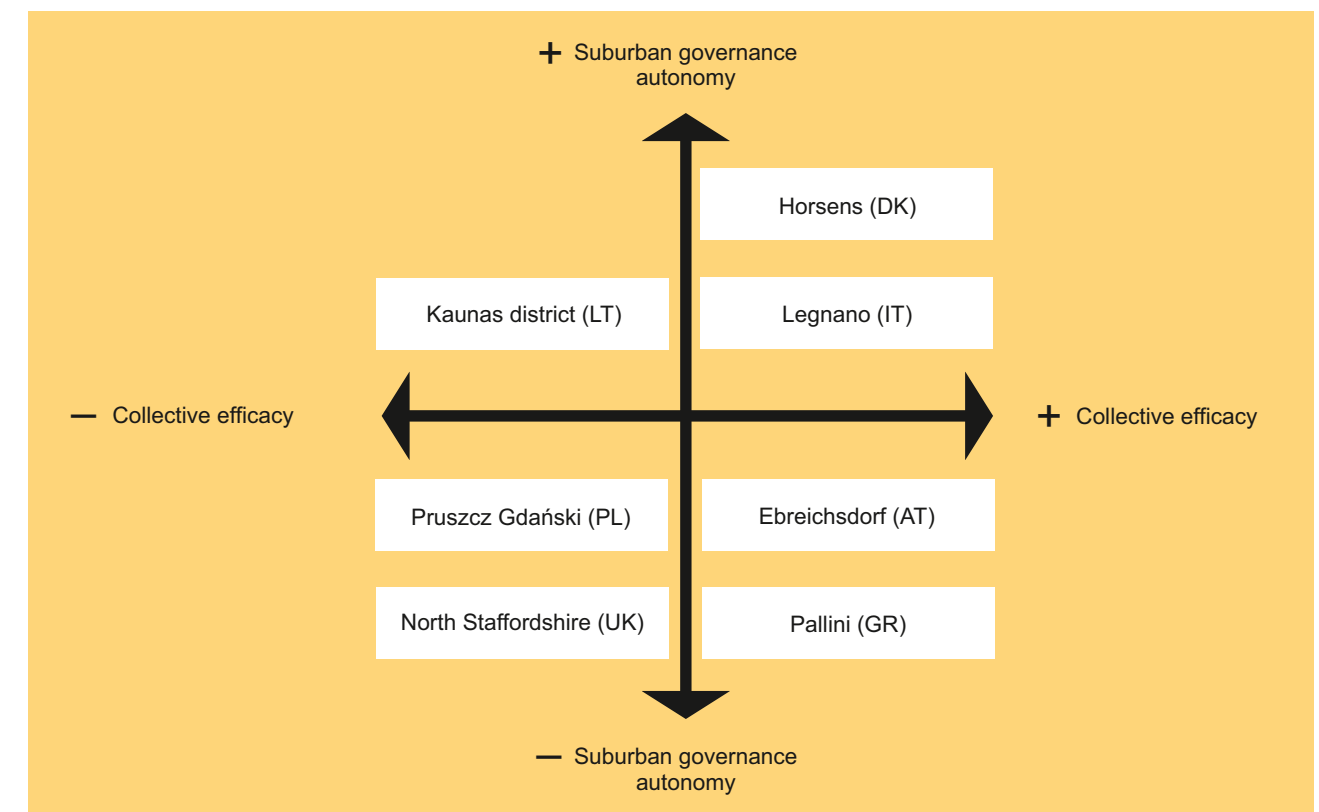 + Suburban governance
autonomy
Horsens (DK)
Kaunas district (LT)
Legnano (IT)
− Collective efficacy
+ Collective efficacy
Pruszcz Gdański (PL)
Ebreichsdorf (AT)
North Staffordshire (UK)
Pallini (GR)
− Suburban governance
autonomy